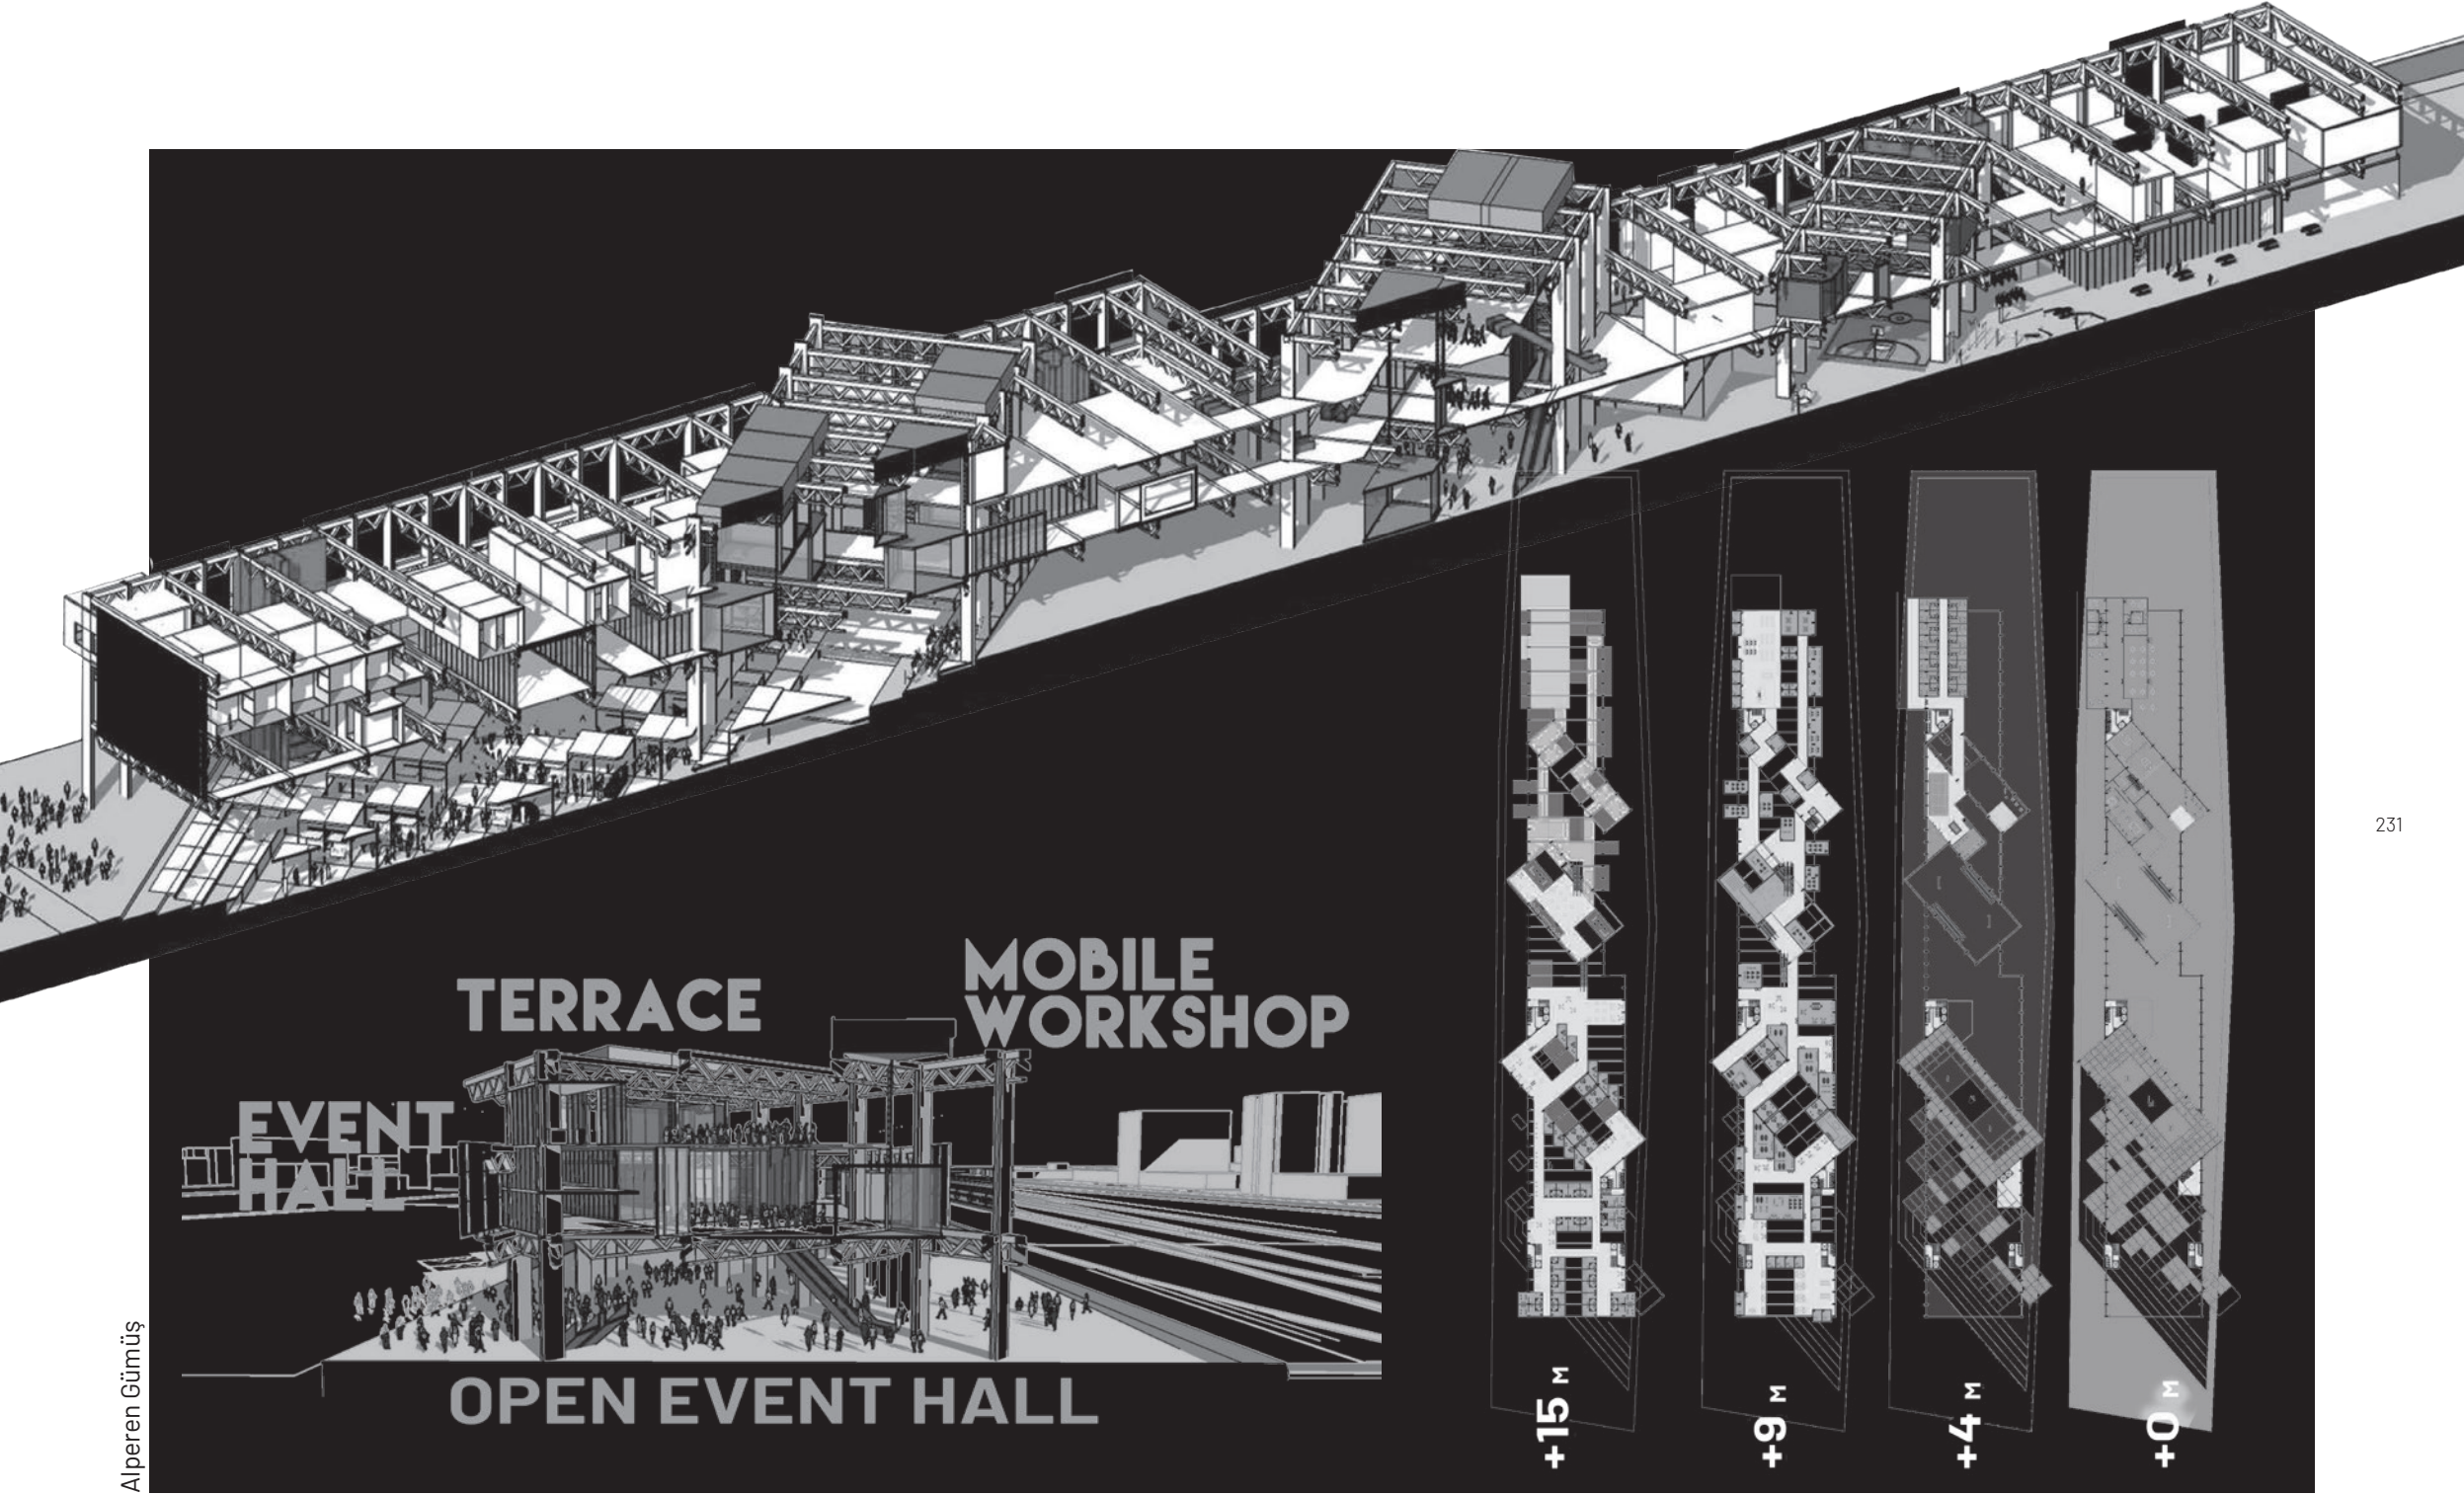 231
TERRACE
MOBILE
WORKSHOP
EVENT
HALL
OPEN EVENT HALL
+15 M
+9 M
+4 M
+0 M
Alperen Gümüş